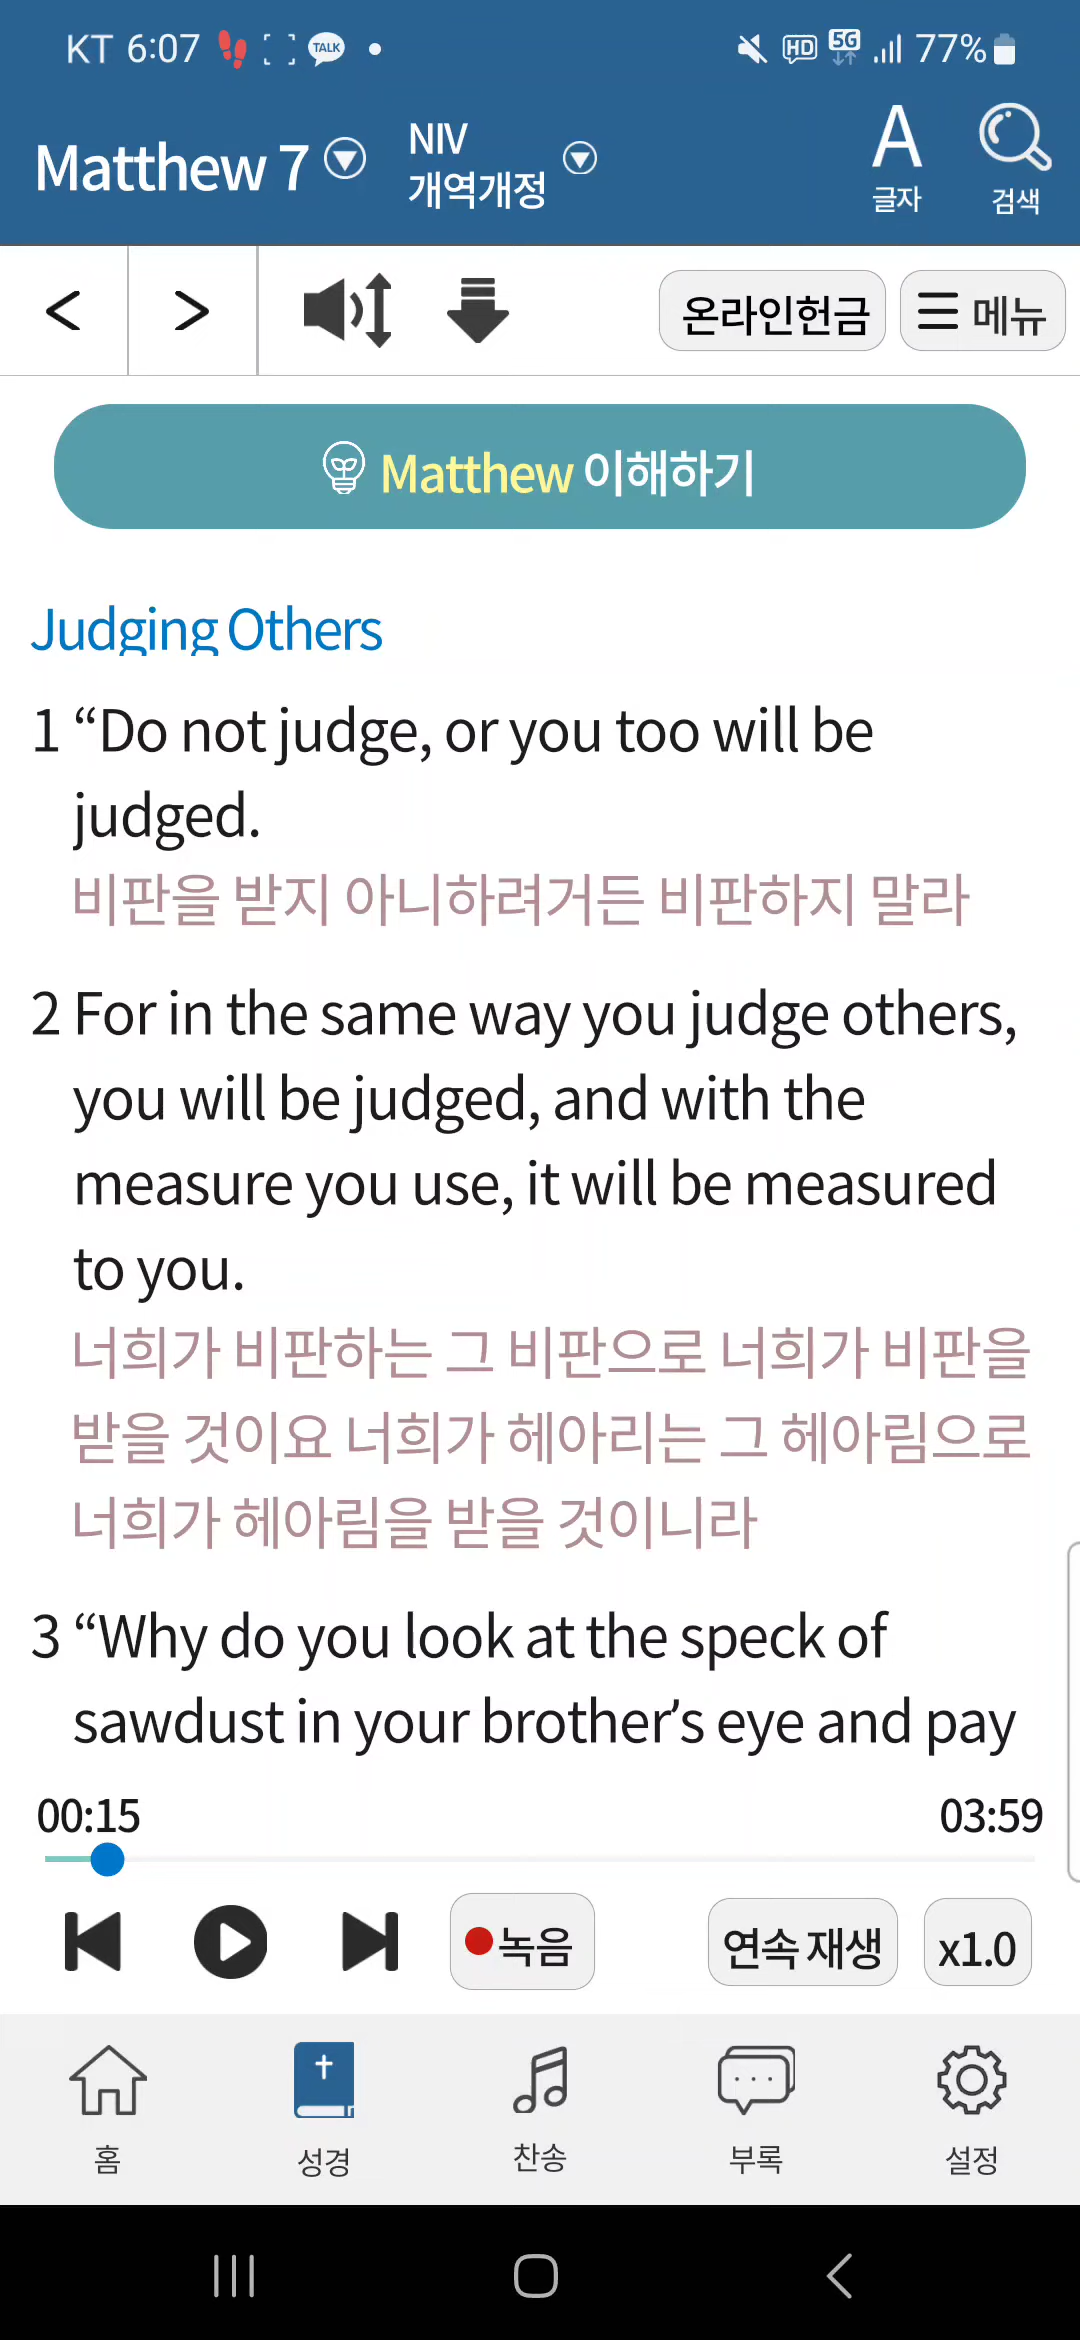 KT 6:07 TALK HD 5G 77%
Matthew 7 NIV 개역개정 글자 검색
< > 온라인헌금 메뉴
Matthew 이해하기
Judging Others
1 “Do not judge, or you too will be
judged.
비판을 받지 아니하려거든 비판하지 말라
2 For in the same way you judge others,
you will be judged, and with the
measure you use, it will be measured
to you.
너희가 비판하는 그 비판으로 너희가 비판을
받을 것이요 너희가 헤아리는 그 헤아림으로
너희가 헤아림을 받을 것이니라
3 “Why do you look at the speck of
sawdust in your brother’s eye and pay
00:15 03:59
녹음 연속 재생 x1.0
홈 성경 찬송 부록 설정